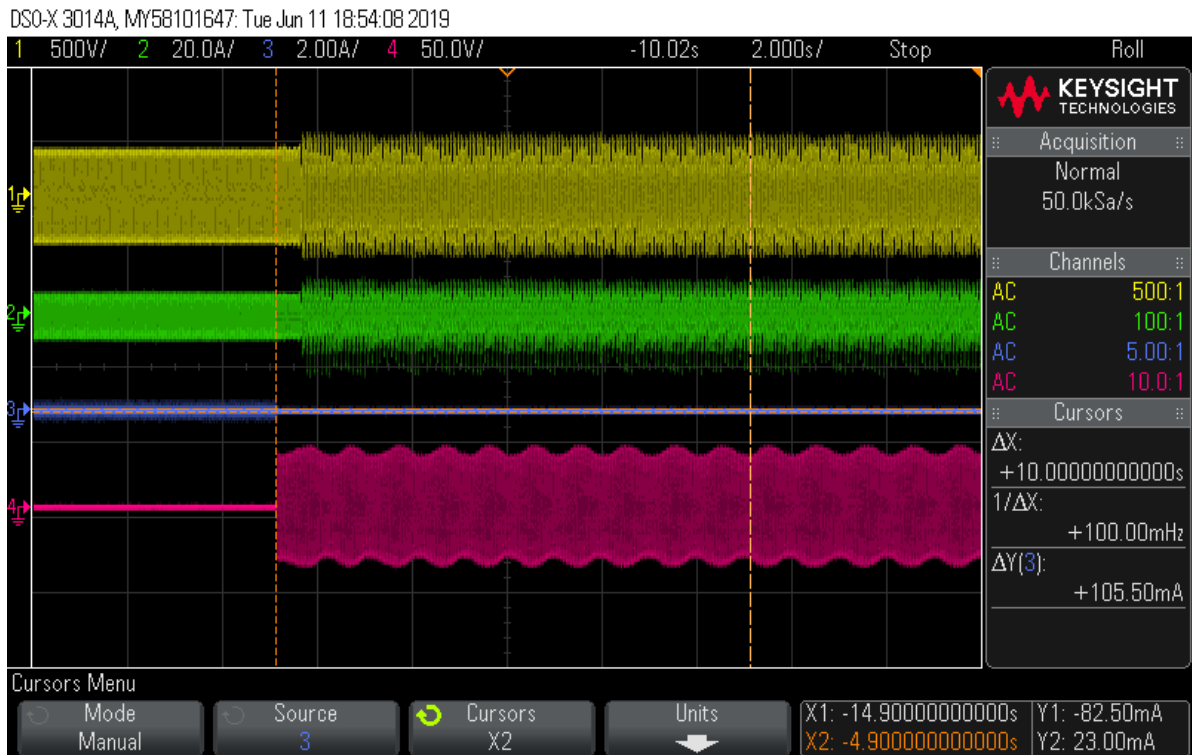 DSO-X 3014A, MY58101647: Tue Jun 11 18:54:08 2019
1 500V/ 2 20.0A/ 3 2.00A/ 4 50.0V/ -10.02s 2.000s/ Stop Roll
KEYSIGHT
TECHNOLOGIES
Acquisition
Normal
50.0kSa/s
Channels
AC 500:1
AC 100:1
AC 5.00:1
AC 10.0:1
Cursors
ΔX:
+10.00000000000s
1/ΔX:
+100.00mHz
ΔY(3):
+105.50mA
1
2
3
4
Cursors Menu
Mode
Manual
Source
3
Cursors
X2
Units
X1: -14.90000000000s Y1: -82.50mA
X2: -4.900000000000s Y2: 23.00mA